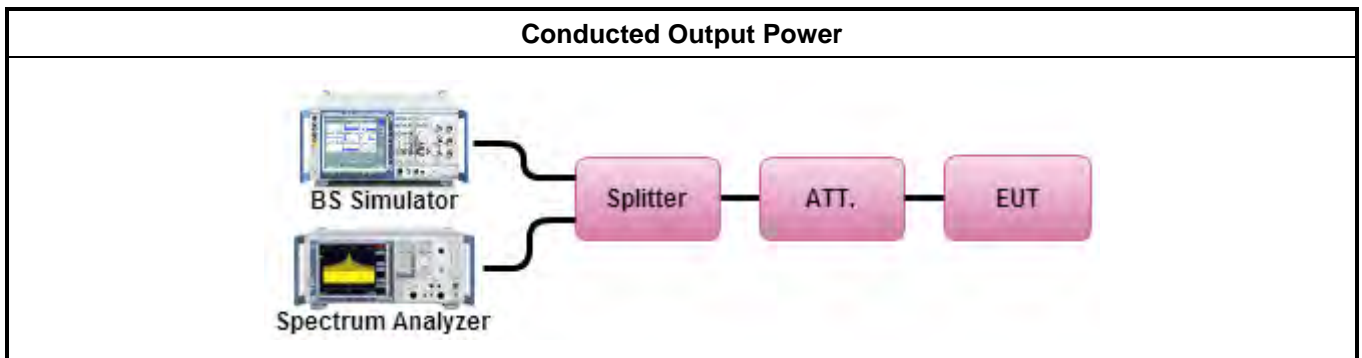 Conducted Output Power
BS Simulator
Splitter
ATT.
EUT
Spectrum Analyzer